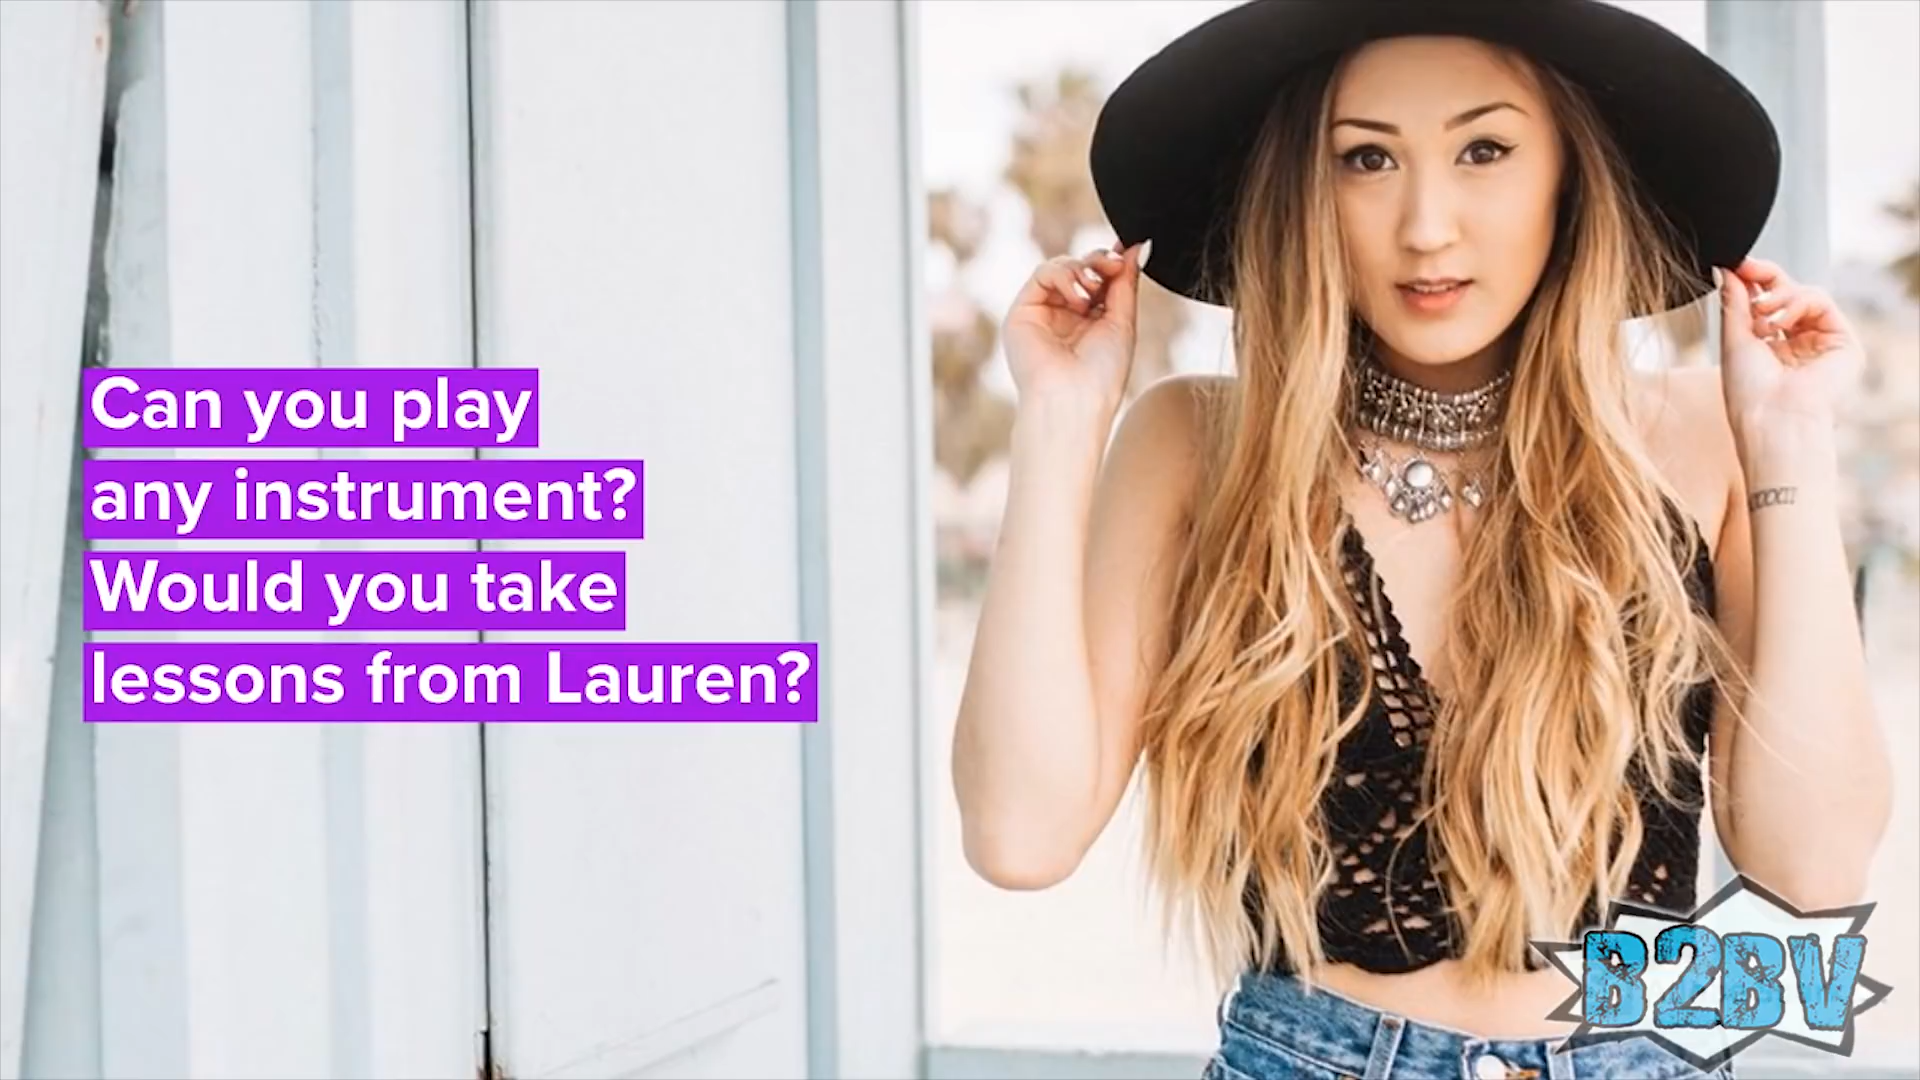 Can you play
any instrument?
Would you take
lessons from Lauren?
B2BV